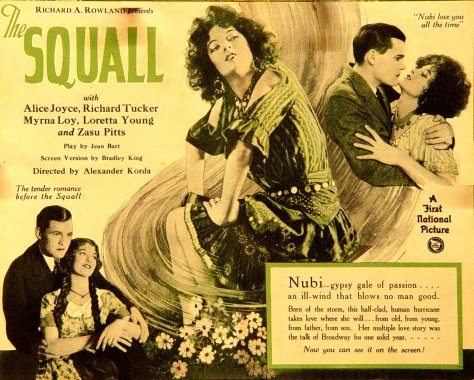 RICHARD A. ROWLAND presents
The
SQUALL
with
Alice Joyce, Richard Tucker
Myrna Loy, Loretta Young
and Zasu Pitts
Play by Jean Bart
Screen Version by Bradley King
Directed by Alexander Korda
The tender romance
before the Squall
"Nubi love you
all the time"
A
First
National
Picture
Nubi--gypsy gale of passion....
an ill-wind that blows no man good.
Born of the storm, this half-clad, human hurricane
takes love where she will... from old, from young,
from father, from son. Her multiple love story was
the talk of Broadway for one solid year. - - - - - -
Now you can see it on the screen!